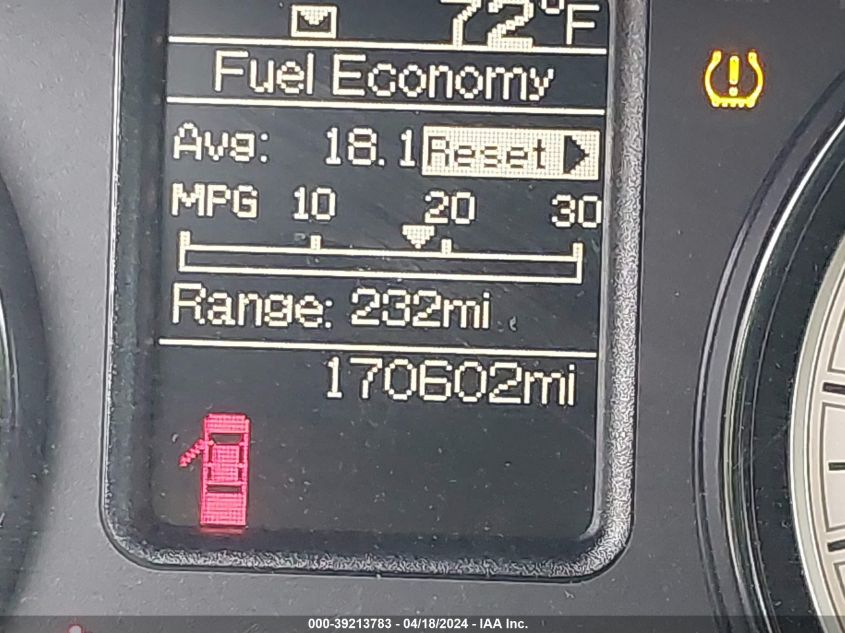 72°F
Fuel Economy
Avg: 18.1 Reset
MPG 10 20 30
Range: 232mi
170602mi
000-39213783 - 04/18/2024 - IAA Inc.